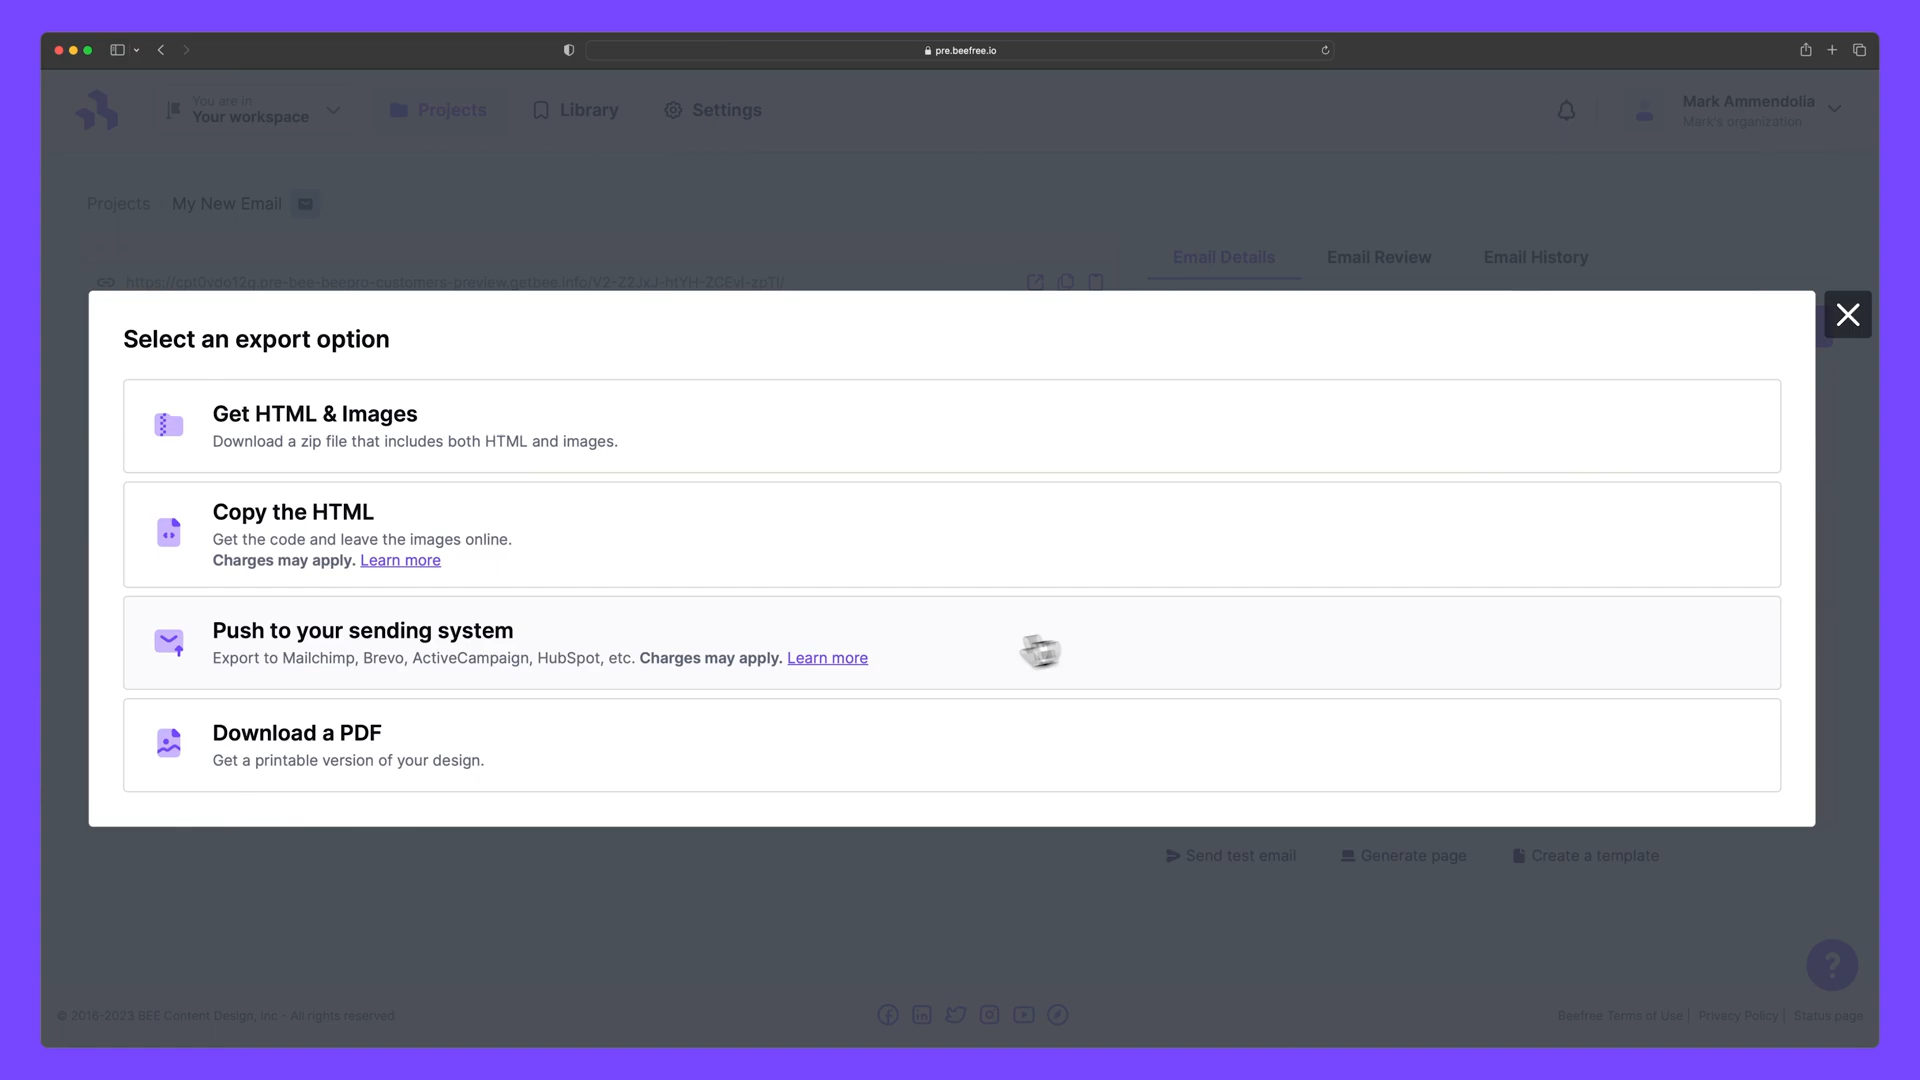 pre.beefree.io
You are in
Your workspace
Projects
Library
Settings
Mark Ammendolia
Mark's organization
Projects
My New Email
Email Details
Email Review
Email History
Select an export option
Get HTML & Images
Download a zip file that includes both HTML and images.
Copy the HTML
Get the code and leave the images online.
Charges may apply. Learn more
Push to your sending system
Export to Mailchimp, Brevo, ActiveCampaign, HubSpot, etc. Charges may apply. Learn more
Download a PDF
Get a printable version of your design.
Send test email
Generate page
Create a template
?
© 2016-2023 BEE Content Design, Inc - All rights reserved
Beefree Terms of Use | Privacy Policy | Status page